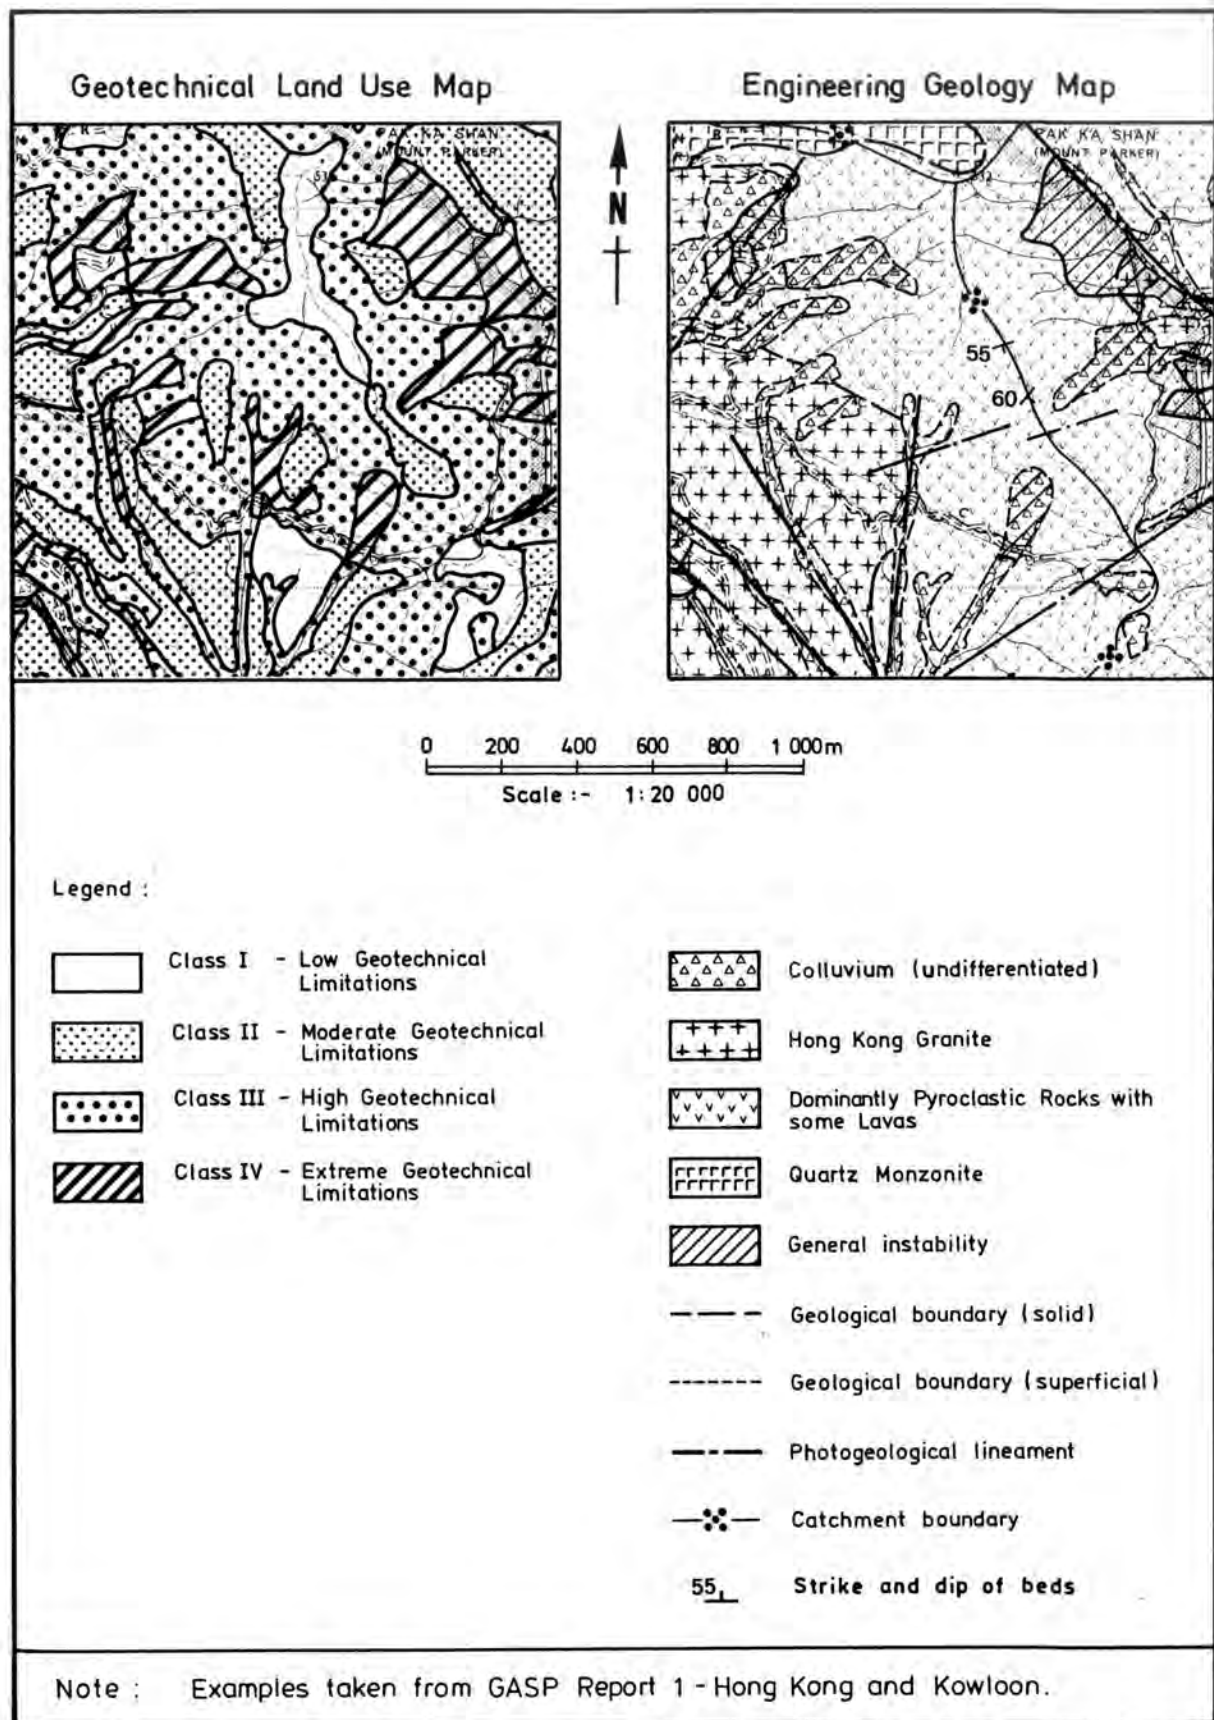 Geotechnical Land Use Map
Engineering Geology Map
PAK KA SHAN
(MOUNT PARKER)
PAK KA SHAN
(MOUNT PARKER)
N
532
55
60
C
0 200 400 600 800 1 000m
Scale :- 1:20 000
Legend :
Class I - Low Geotechnical
Limitations
Class II - Moderate Geotechnical
Limitations
Class III - High Geotechnical
Limitations
Class IV - Extreme Geotechnical
Limitations
Colluvium (undifferentiated)
Hong Kong Granite
Dominantly Pyroclastic Rocks with
some Lavas
Quartz Monzonite
General instability
Geological boundary (solid)
Geological boundary (superficial)
Photogeological lineament
Catchment boundary
55 Strike and dip of beds
Note : Examples taken from GASP Report 1 - Hong Kong and Kowloon.